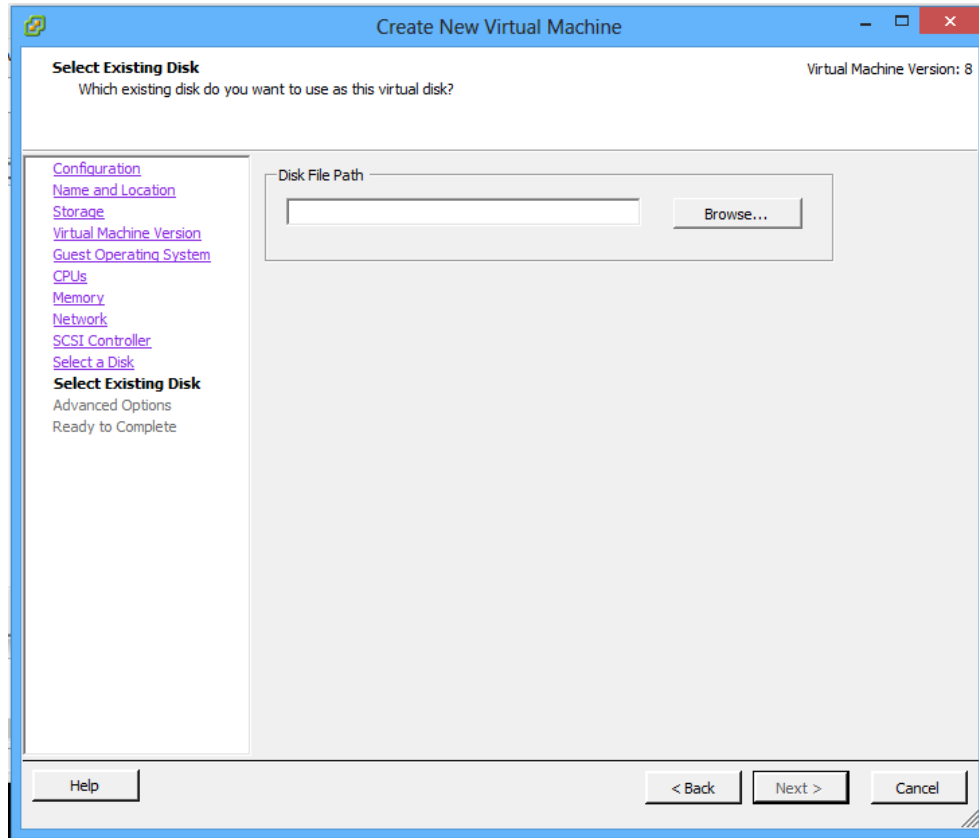 Create New Virtual Machine
Select Existing Disk
Virtual Machine Version: 8
Which existing disk do you want to use as this virtual disk?
Configuration
Name and Location
Storage
Virtual Machine Version
Guest Operating System
CPUs
Memory
Network
SCSI Controller
Select a Disk
Select Existing Disk
Advanced Options
Ready to Complete
Disk File Path
Browse...
Help
< Back
Next >
Cancel